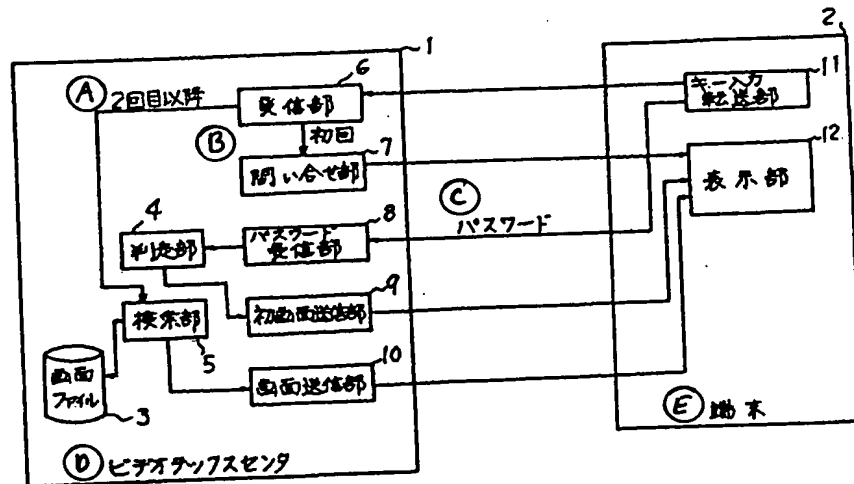 1
2
6
11
A 2回目以降
受信部
キー入力
転送部
B
初回
7
12
問い合せ部
表示部
4
8
C
パスワード
判定部
パスワード
受信部
9
検索部
初画面送信部
5
10
画面
ファイル
画面送信部
3
E 端末
D ビデオテックスセンタ